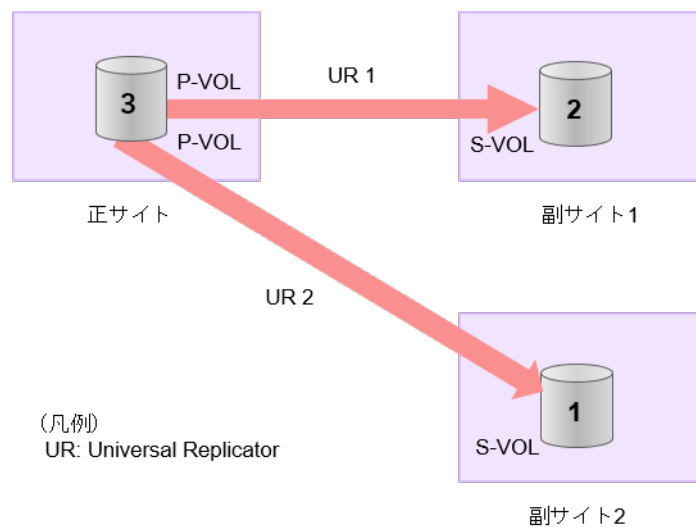 P-VOL
UR 1
3
2
P-VOL
S-VOL
正サイト
副サイト1
UR 2
1
(凡例)
S-VOL
UR: Universal Replicator
副サイト2